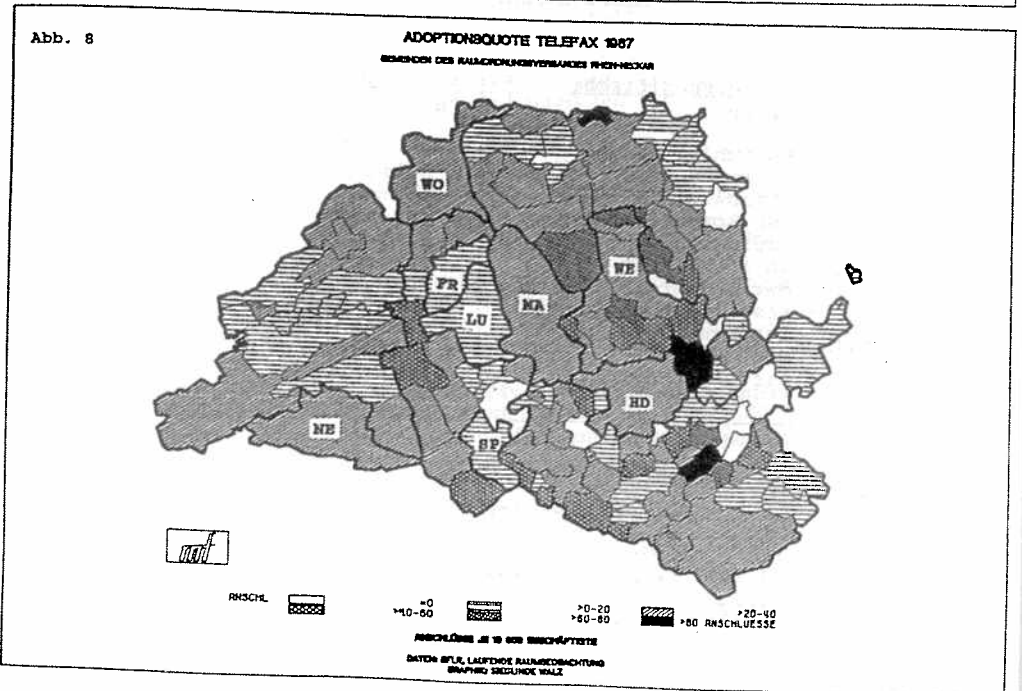 Abb. 8
ADOPTIONSQUOTE TELEFAX 1987
GEMEINDEN DES RAUMORDNUNGSVERBANDES RHEIN-NECKAR
WO
WE
FR
MA
LU
HD
NE
SP
ANSCHL =0 >0-20 >20-40
>40-60 >60-80 >80 ANSCHLUESSE
ANSCHLÜSSE JE 10 000 BESCHÄFTIGTE
DATEN: BFLR, LAUFENDE RAUMBEOBACHTUNG
GRAPHIK: SIEGLINDE WALZ